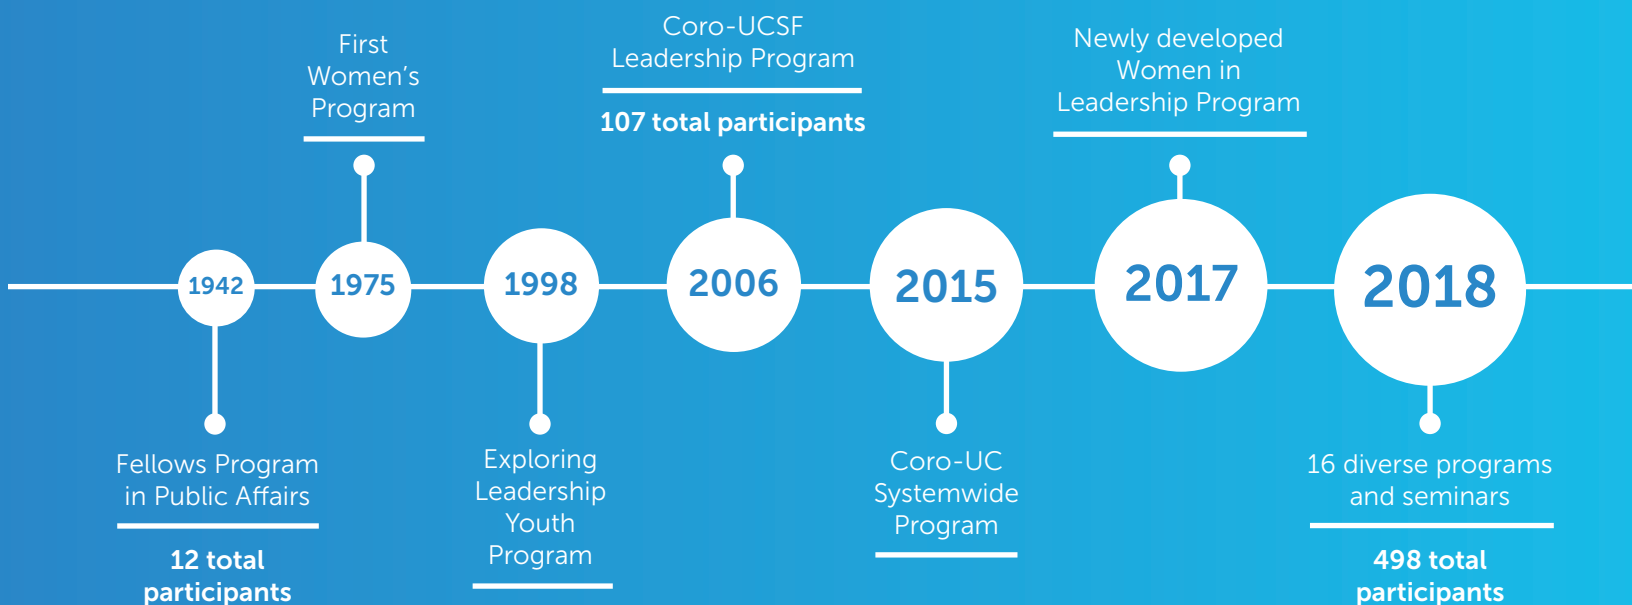 1942
Fellows Program
in Public Affairs
12 total
participants
First
Women's
Program
1975
1998
Exploring
Leadership
Youth
Program
Coro-UCSF
Leadership Program
107 total participants
2006
2015
Coro-UC
Systemwide
Program
Newly developed
Women in
Leadership Program
2017
2018
16 diverse programs
and seminars
498 total
participants